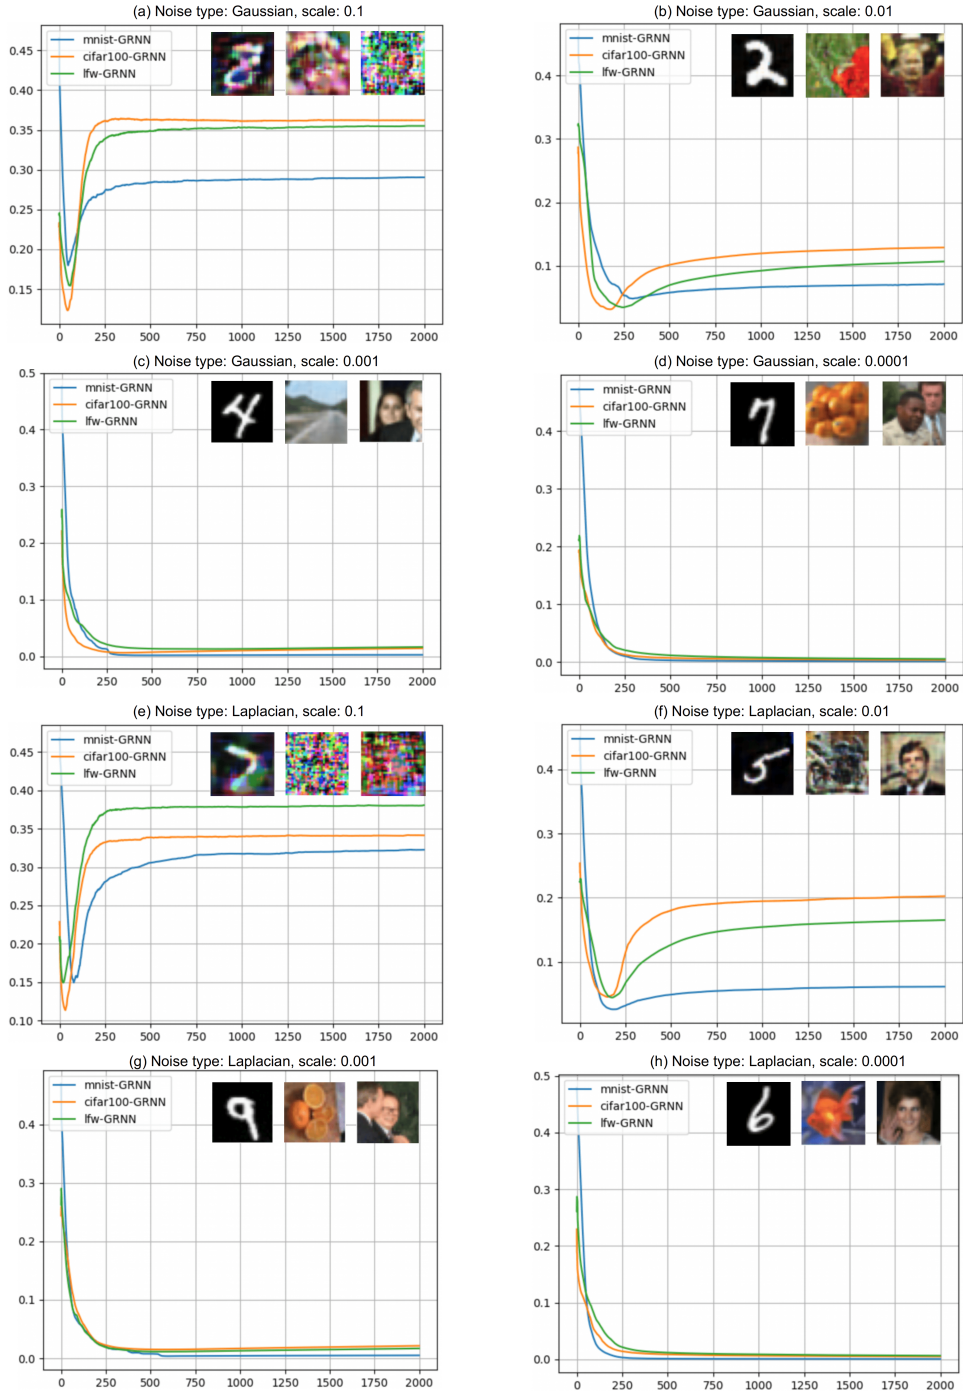 (a) Noise type: Gaussian, scale: 0.1
mnist-GRNN
cifar100-GRNN
lfw-GRNN
0.45
0.40
0.35
0.30
0.25
0.20
0.15
0 250 500 750 1000 1250 1500 1750 2000
(b) Noise type: Gaussian, scale: 0.01
mnist-GRNN
cifar100-GRNN
lfw-GRNN
0.4
0.3
0.2
0.1
0 250 500 750 1000 1250 1500 1750 2000
(c) Noise type: Gaussian, scale: 0.001
mnist-GRNN
cifar100-GRNN
lfw-GRNN
4
0.5
0.4
0.3
0.2
0.1
0.0
0 250 500 750 1000 1250 1500 1750 2000
(d) Noise type: Gaussian, scale: 0.0001
mnist-GRNN
cifar100-GRNN
lfw-GRNN
7
0.4
0.3
0.2
0.1
0.0
0 250 500 750 1000 1250 1500 1750 2000
(e) Noise type: Laplacian, scale: 0.1
mnist-GRNN
cifar100-GRNN
lfw-GRNN
0.45
0.40
0.35
0.30
0.25
0.20
0.15
0.10
0 250 500 750 1000 1250 1500 1750 2000
(f) Noise type: Laplacian, scale: 0.01
mnist-GRNN
cifar100-GRNN
lfw-GRNN
5
0.4
0.3
0.2
0.1
0 250 500 750 1000 1250 1500 1750 2000
(g) Noise type: Laplacian, scale: 0.001
mnist-GRNN
cifar100-GRNN
lfw-GRNN
9
0.4
0.3
0.2
0.1
0.0
0 250 500 750 1000 1250 1500 1750 2000
(h) Noise type: Laplacian, scale: 0.0001
mnist-GRNN
cifar100-GRNN
lfw-GRNN
6
0.5
0.4
0.3
0.2
0.1
0.0
0 250 500 750 1000 1250 1500 1750 2000